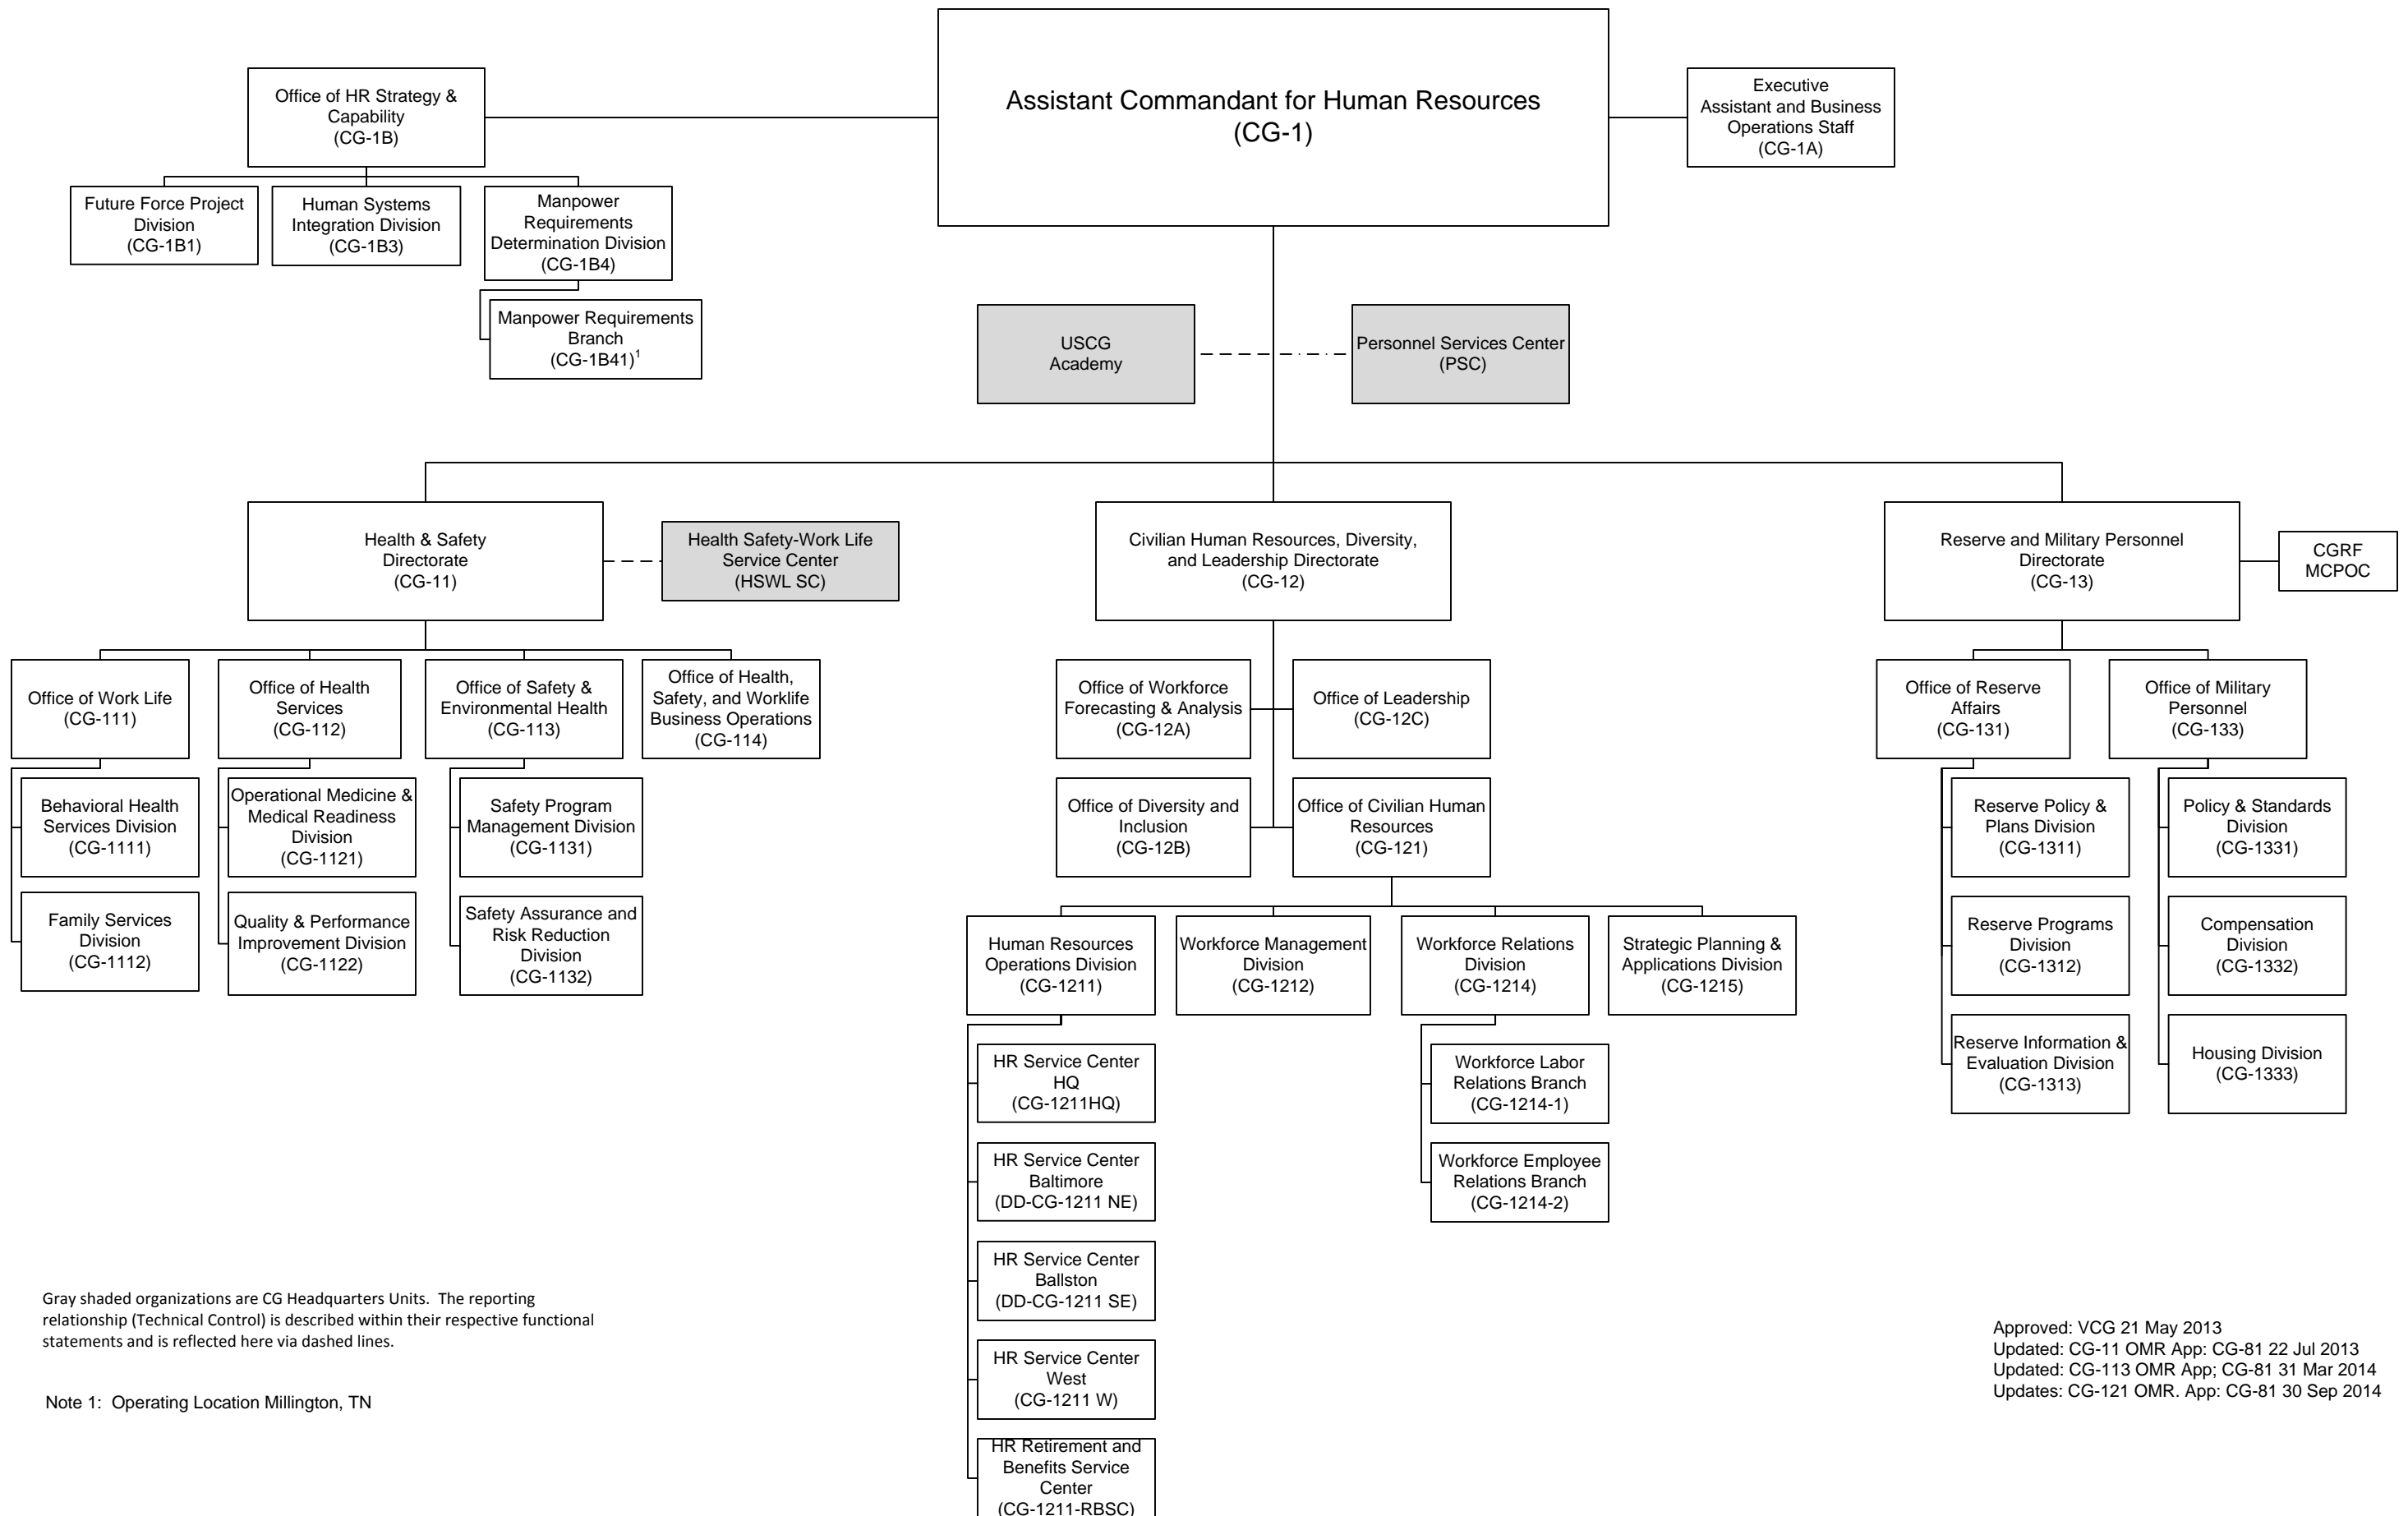 Assistant Commandant for Human Resources
(CG-1)
Office of HR Strategy &
Capability
(CG-1B)
Executive
Assistant and Business
Operations Staff
(CG-1A)
Future Force Project
Division
(CG-1B1)
Human Systems
Integration Division
(CG-1B3)
Manpower
Requirements
Determination Division
(CG-1B4)
Manpower Requirements
Branch
(CG-1B41)1
USCG
Academy
Personnel Services Center
(PSC)
Health & Safety
Directorate
(CG-11)
Health Safety-Work Life
Service Center
(HSWL SC)
Civilian Human Resources, Diversity,
and Leadership Directorate
(CG-12)
Reserve and Military Personnel
Directorate
(CG-13)
CGRF
MCPOC
Office of Work Life
(CG-111)
Office of Health
Services
(CG-112)
Office of Safety &
Environmental Health
(CG-113)
Office of Health,
Safety, and Worklife
Business Operations
(CG-114)
Behavioral Health
Services Division
(CG-1111)
Operational Medicine &
Medical Readiness
Division
(CG-1121)
Safety Program
Management Division
(CG-1131)
Family Services
Division
(CG-1112)
Quality & Performance
Improvement Division
(CG-1122)
Safety Assurance and
Risk Reduction
Division
(CG-1132)
Office of Workforce
Forecasting & Analysis
(CG-12A)
Office of Leadership
(CG-12C)
Office of Diversity and
Inclusion
(CG-12B)
Office of Civilian Human
Resources
(CG-121)
Human Resources
Operations Division
(CG-1211)
Workforce Management
Division
(CG-1212)
Workforce Relations
Division
(CG-1214)
Strategic Planning &
Applications Division
(CG-1215)
HR Service Center
HQ
(CG-1211HQ)
HR Service Center
Baltimore
(DD-CG-1211 NE)
HR Service Center
Ballston
(DD-CG-1211 SE)
HR Service Center
West
(CG-1211 W)
HR Retirement and
Benefits Service
Center
(CG-1211-RBSC)
Workforce Labor
Relations Branch
(CG-1214-1)
Workforce Employee
Relations Branch
(CG-1214-2)
Office of Reserve
Affairs
(CG-131)
Office of Military
Personnel
(CG-133)
Reserve Policy &
Plans Division
(CG-1311)
Policy & Standards
Division
(CG-1331)
Reserve Programs
Division
(CG-1312)
Compensation
Division
(CG-1332)
Reserve Information &
Evaluation Division
(CG-1313)
Housing Division
(CG-1333)
Gray shaded organizations are CG Headquarters Units.  The reporting
relationship (Technical Control) is described within their respective functional
statements and is reflected here via dashed lines.
Note 1:  Operating Location Millington, TN
Approved: VCG 21 May 2013
Updated: CG-11 OMR App: CG-81 22 Jul 2013
Updated: CG-113 OMR App; CG-81 31 Mar 2014
Updates: CG-121 OMR. App: CG-81 30 Sep 2014